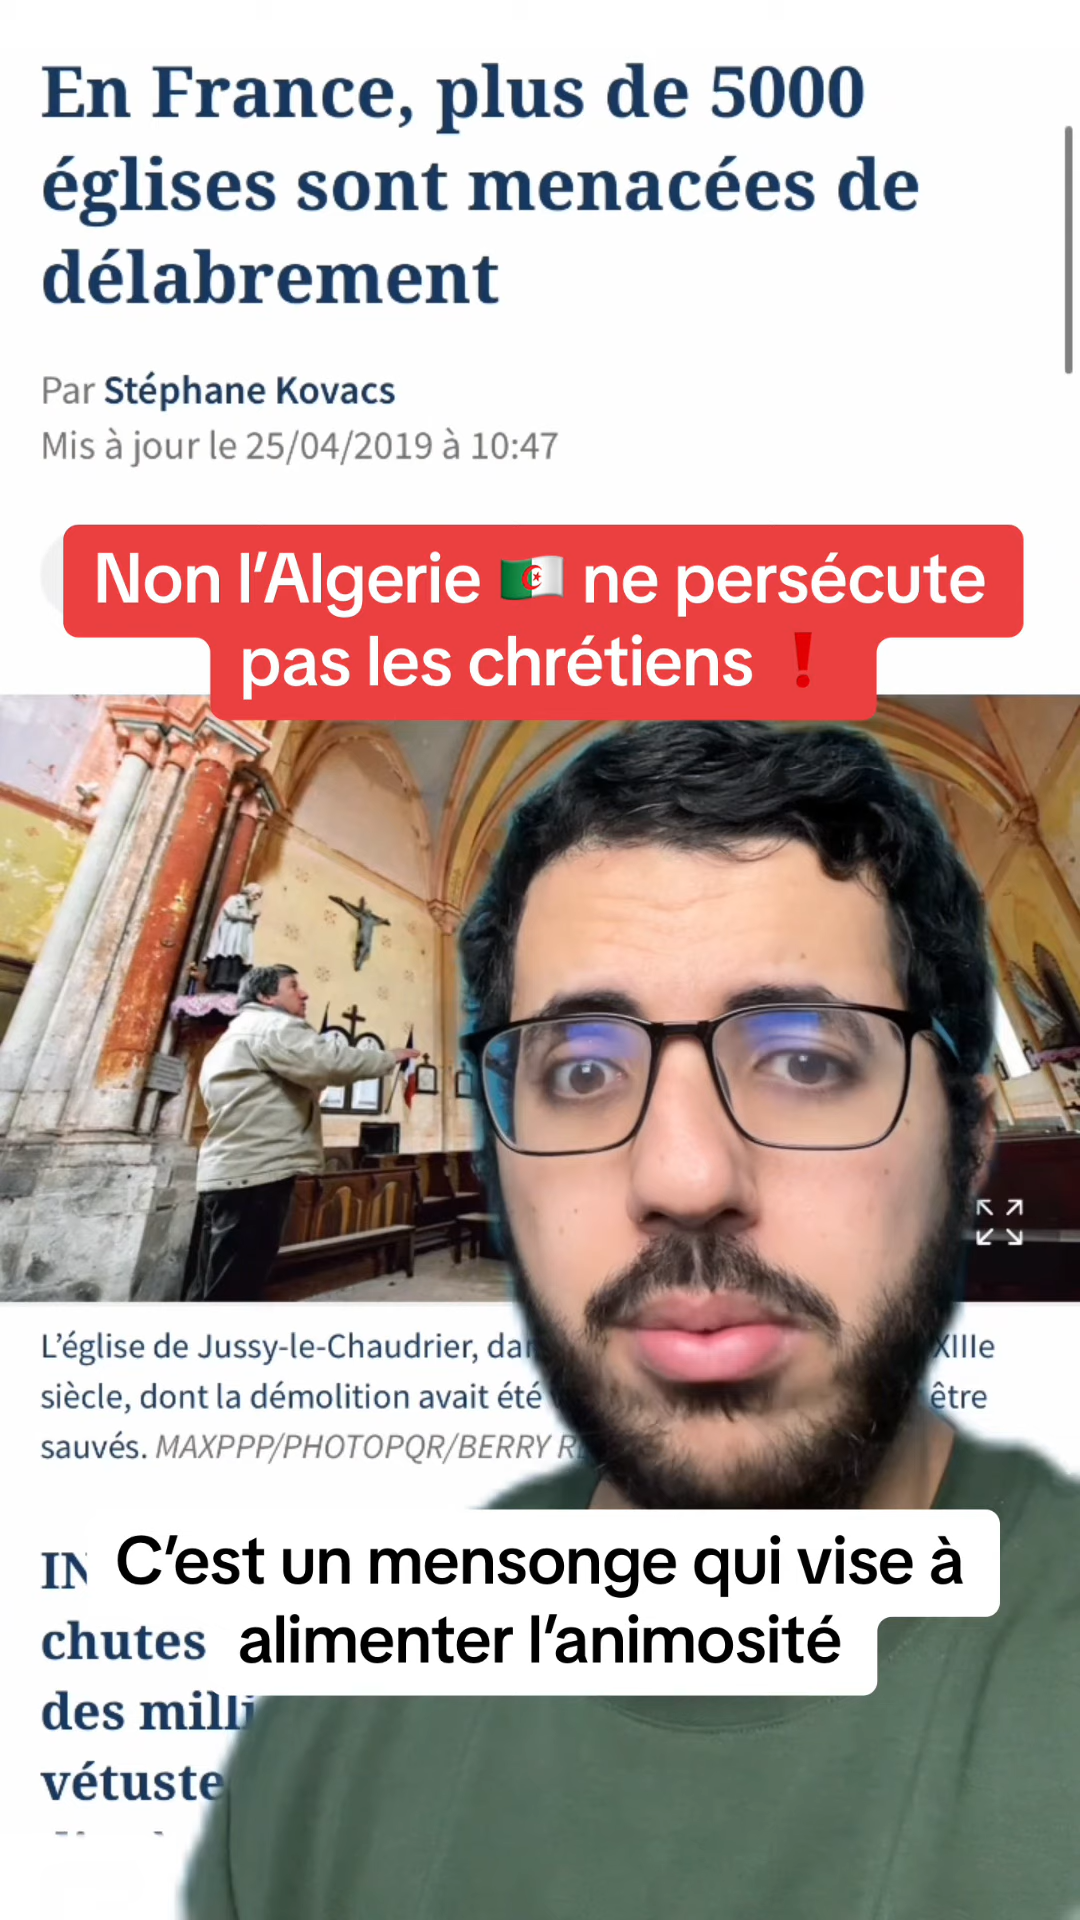 En France, plus de 5000
églises sont menacées de
délabrement
Par Stéphane Kovacs
Mis à jour le 25/04/2019 à 10:47
Non l’Algerie 🇩🇿 ne persécute
pas les chrétiens ❗
L’église de Jussy-le-Chaudrier, XIIIe
siècle, dont la démolition avait été être
sauvés. MAXPPP/PHOTOPQR/BERRY
C’est un mensonge qui vise à
alimenter l’animosité
chutes
des
vétuste